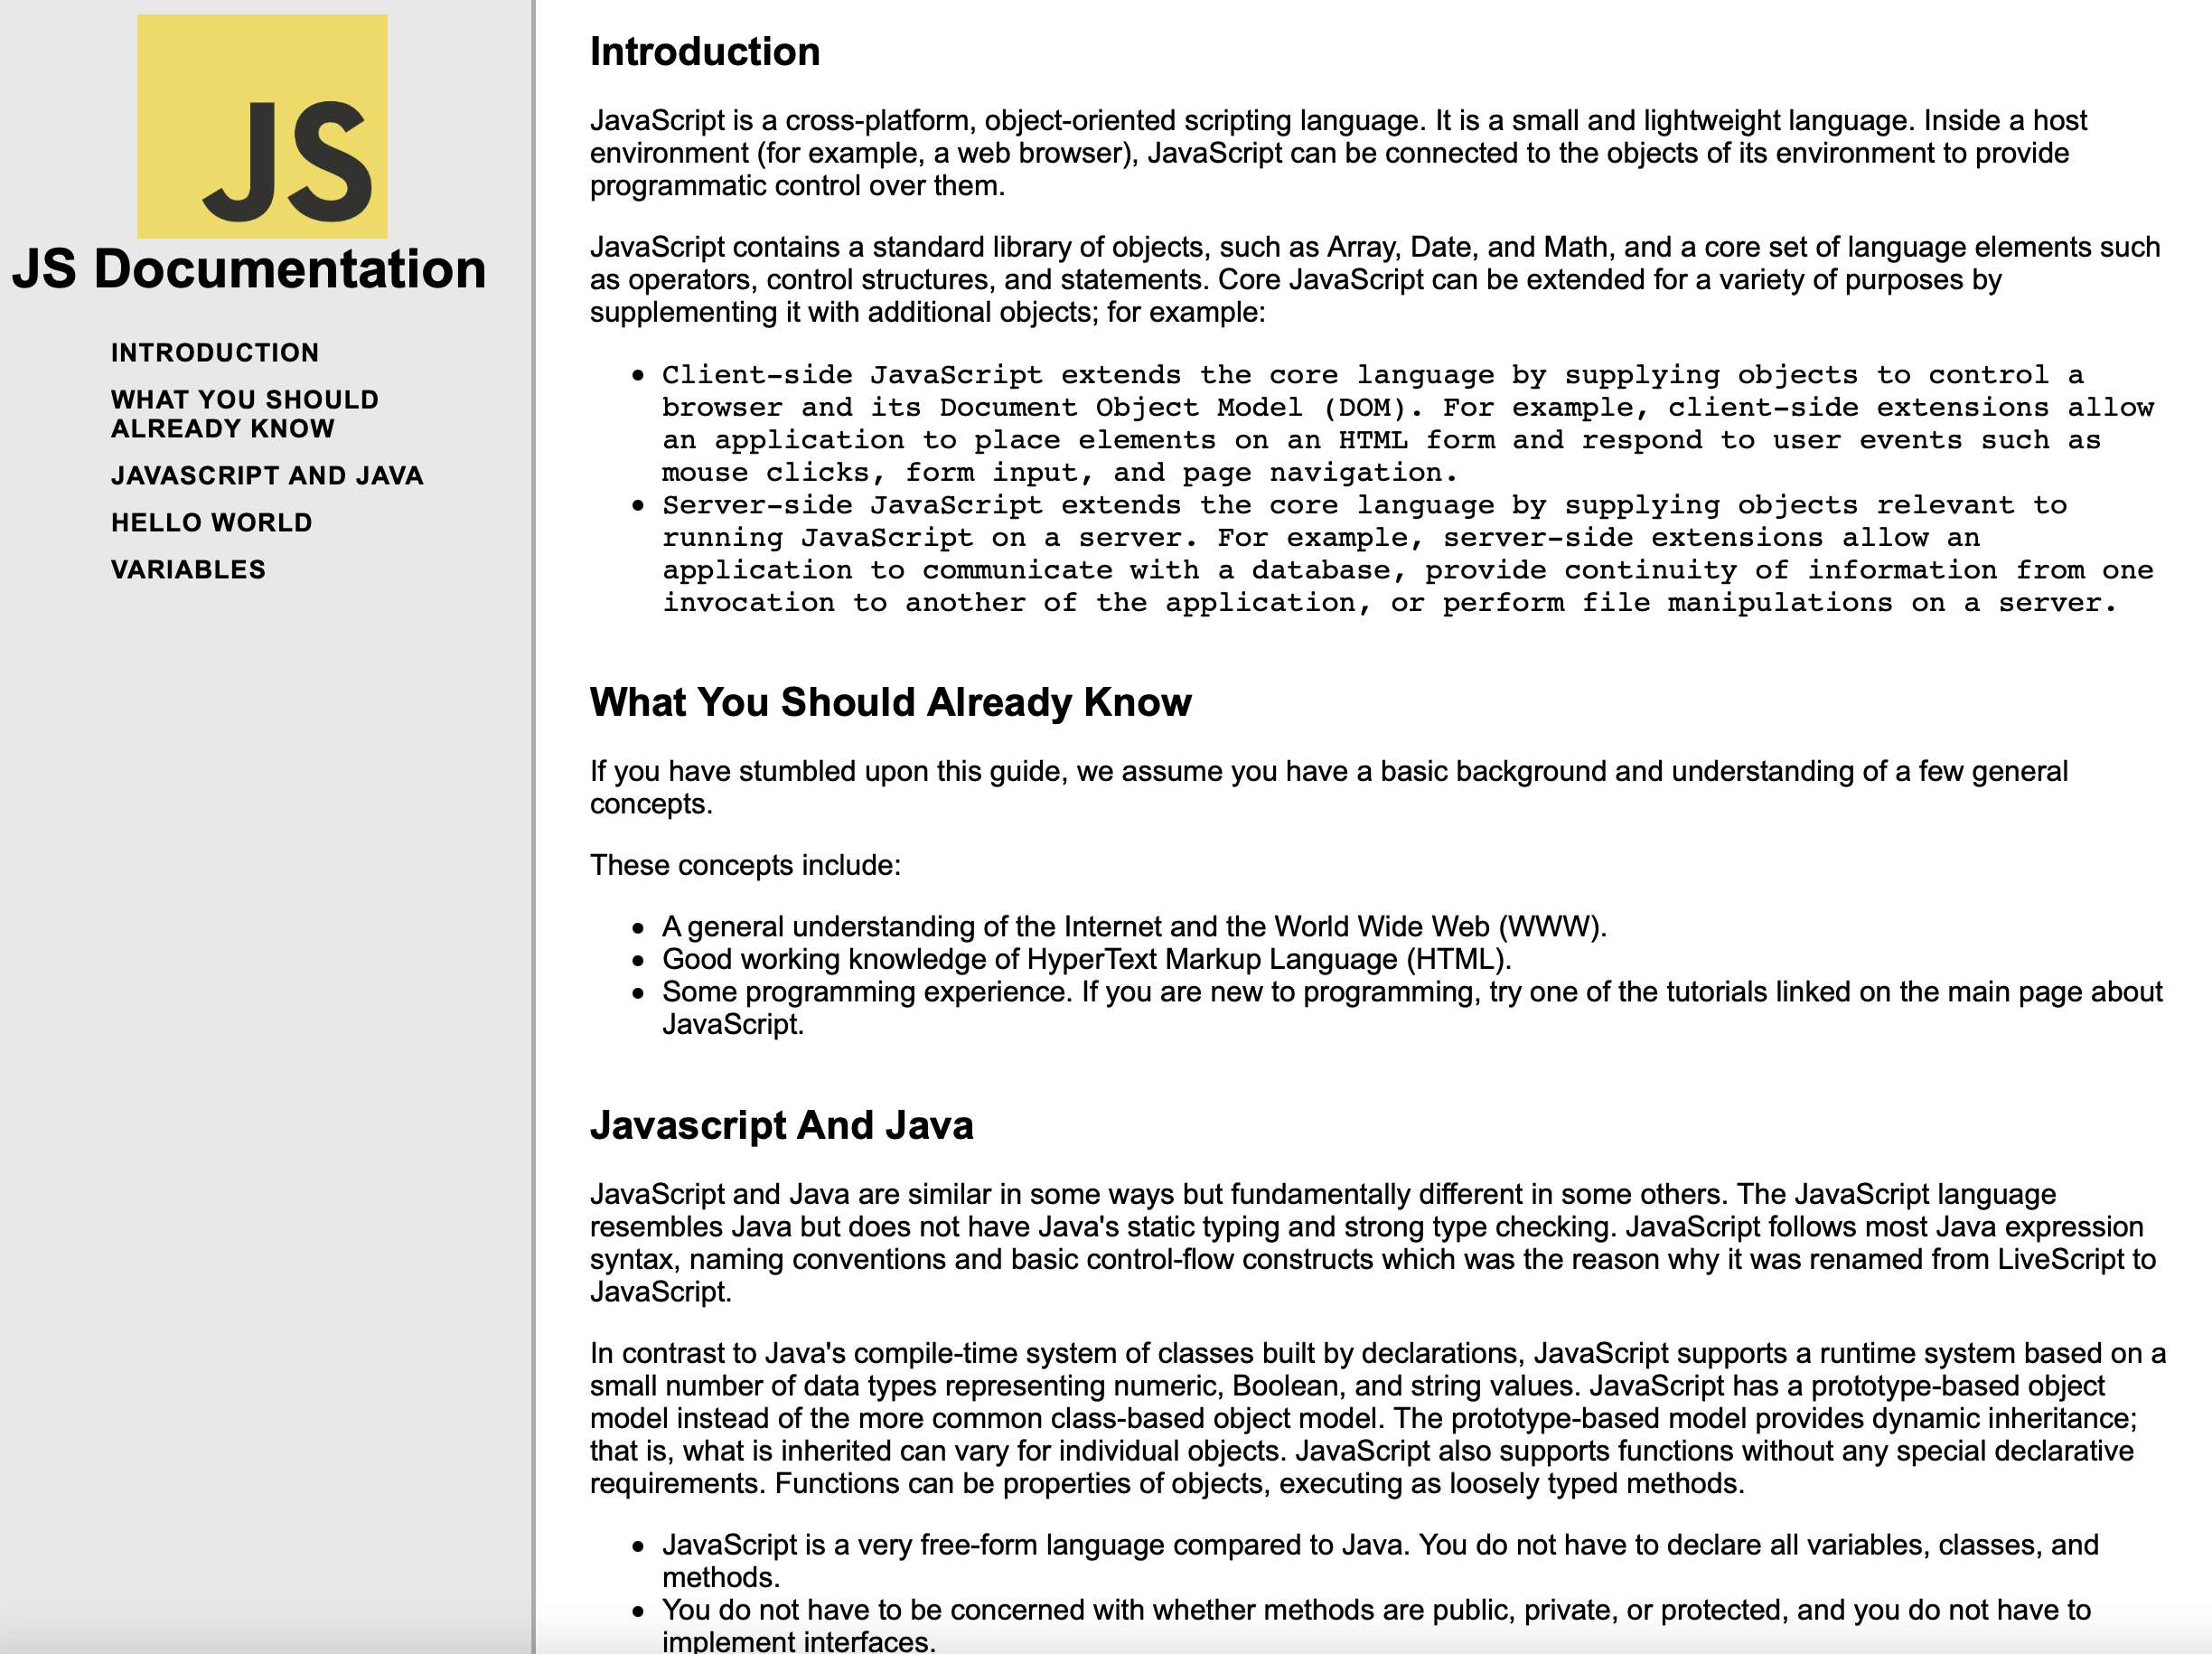 JS
JS Documentation
INTRODUCTION
WHAT YOU SHOULD
ALREADY KNOW
JAVASCRIPT AND JAVA
HELLO WORLD
VARIABLES
Introduction
JavaScript is a cross-platform, object-oriented scripting language. It is a small and lightweight language. Inside a host
environment (for example, a web browser), JavaScript can be connected to the objects of its environment to provide
programmatic control over them.
JavaScript contains a standard library of objects, such as Array, Date, and Math, and a core set of language elements such
as operators, control structures, and statements. Core JavaScript can be extended for a variety of purposes by
supplementing it with additional objects; for example:
• Client-side JavaScript extends the core language by supplying objects to control a
browser and its Document Object Model (DOM). For example, client-side extensions allow
an application to place elements on an HTML form and respond to user events such as
mouse clicks, form input, and page navigation.
• Server-side JavaScript extends the core language by supplying objects relevant to
running JavaScript on a server. For example, server-side extensions allow an
application to communicate with a database, provide continuity of information from one
invocation to another of the application, or perform file manipulations on a server.
What You Should Already Know
If you have stumbled upon this guide, we assume you have a basic background and understanding of a few general
concepts.
These concepts include:
• A general understanding of the Internet and the World Wide Web (WWW).
• Good working knowledge of HyperText Markup Language (HTML).
• Some programming experience. If you are new to programming, try one of the tutorials linked on the main page about
JavaScript.
Javascript And Java
JavaScript and Java are similar in some ways but fundamentally different in some others. The JavaScript language
resembles Java but does not have Java's static typing and strong type checking. JavaScript follows most Java expression
syntax, naming conventions and basic control-flow constructs which was the reason why it was renamed from LiveScript to
JavaScript.
In contrast to Java's compile-time system of classes built by declarations, JavaScript supports a runtime system based on a
small number of data types representing numeric, Boolean, and string values. JavaScript has a prototype-based object
model instead of the more common class-based object model. The prototype-based model provides dynamic inheritance;
that is, what is inherited can vary for individual objects. JavaScript also supports functions without any special declarative
requirements. Functions can be properties of objects, executing as loosely typed methods.
• JavaScript is a very free-form language compared to Java. You do not have to declare all variables, classes, and
methods.
• You do not have to be concerned with whether methods are public, private, or protected, and you do not have to
implement interfaces.